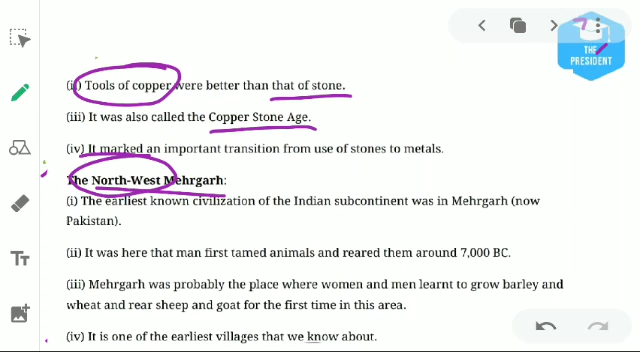 THE
PRESIDENT
(ii) Tools of copper were better than that of stone.
(iii) It was also called the Copper Stone Age.
(iv) It marked an important transition from use of stones to metals.
The North-West Mehrgarh:
(i) The earliest known civilization of the Indian subcontinent was in Mehrgarh (now
Pakistan).
(ii) It was here that man first tamed animals and reared them around 7,000 BC.
(iii) Mehrgarh was probably the place where women and men learnt to grow barley and
wheat and rear sheep and goat for the first time in this area.
(iv) It is one of the earliest villages that we know about.
TT